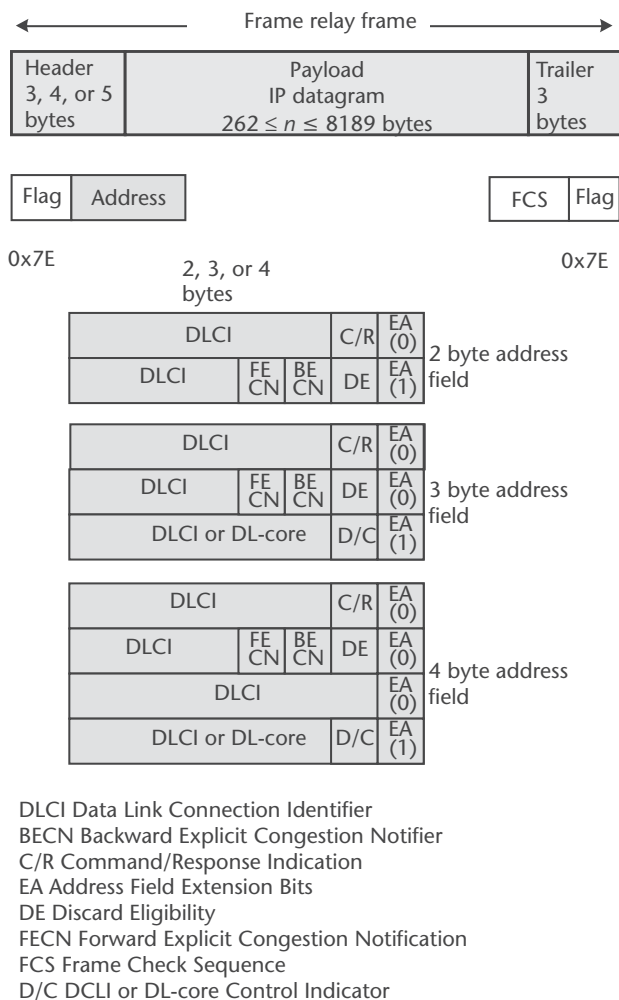 Frame relay frame
Header
3, 4, or 5
bytes
Payload
IP datagram
262 ≤ n ≤ 8189 bytes
Trailer
3
bytes
Flag Address
FCS Flag
0x7E
0x7E
2, 3, or 4
bytes
DLCI C/R EA (0)
DLCI FE CN BE CN DE EA (1)
2 byte address
field
DLCI C/R EA (0)
DLCI FE CN BE CN DE EA (0)
DLCI or DL-core D/C EA (1)
3 byte address
field
DLCI C/R EA (0)
DLCI FE CN BE CN DE EA (0)
DLCI EA (0)
DLCI or DL-core D/C EA (1)
4 byte address
field
DLCI Data Link Connection Identifier
BECN Backward Explicit Congestion Notifier
C/R Command/Response Indication
EA Address Field Extension Bits
DE Discard Eligibility
FECN Forward Explicit Congestion Notification
FCS Frame Check Sequence
D/C DCLI or DL-core Control Indicator